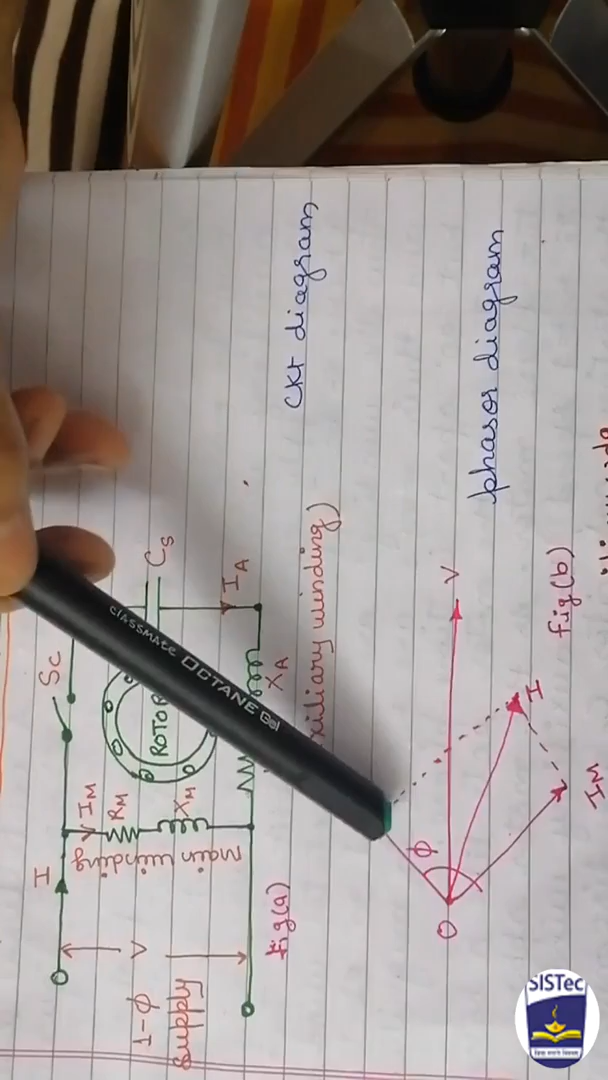 I
Sc
IM
RM
XM
Main winding
ROTOR
Cs
IA
XA
1-ϕ
supply
V
fig(a)
CKt diagram
xiliary winding)
O
ϕ
V
I
IM
phasor diagram
fig(b)
classmate OCTANE Gel
SISTec